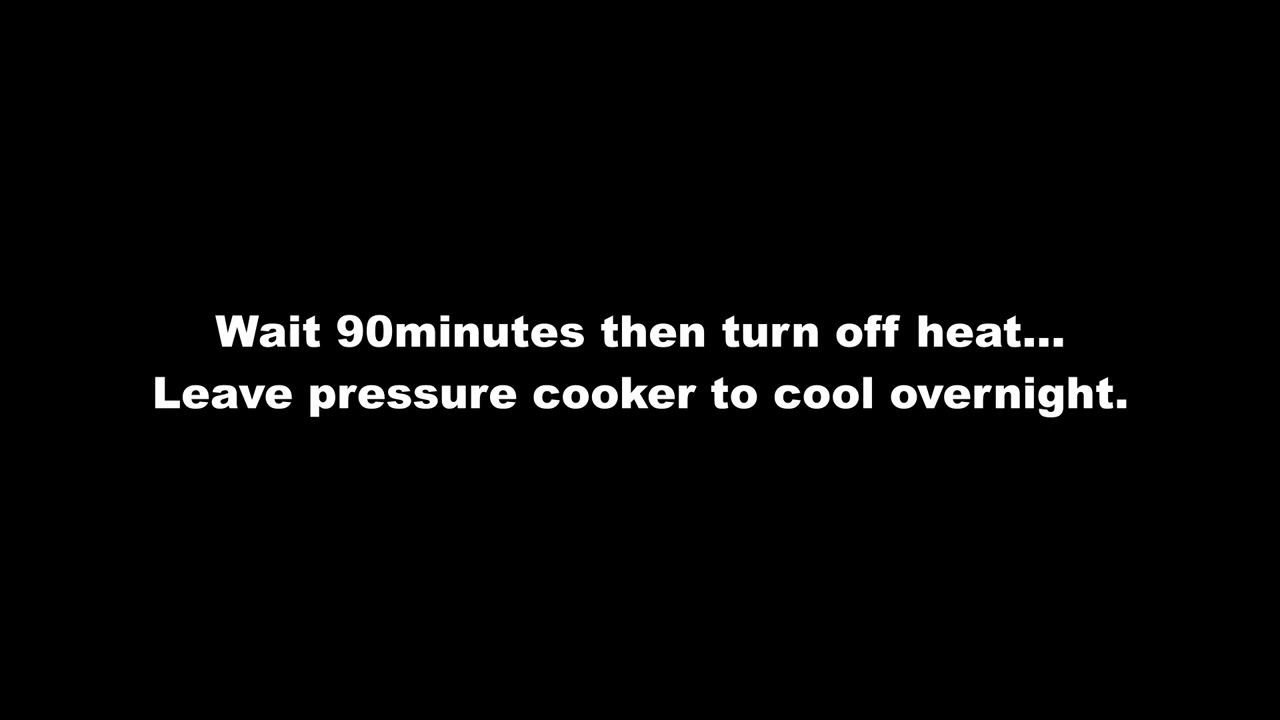 Wait 90minutes then turn off heat...
Leave pressure cooker to cool overnight.